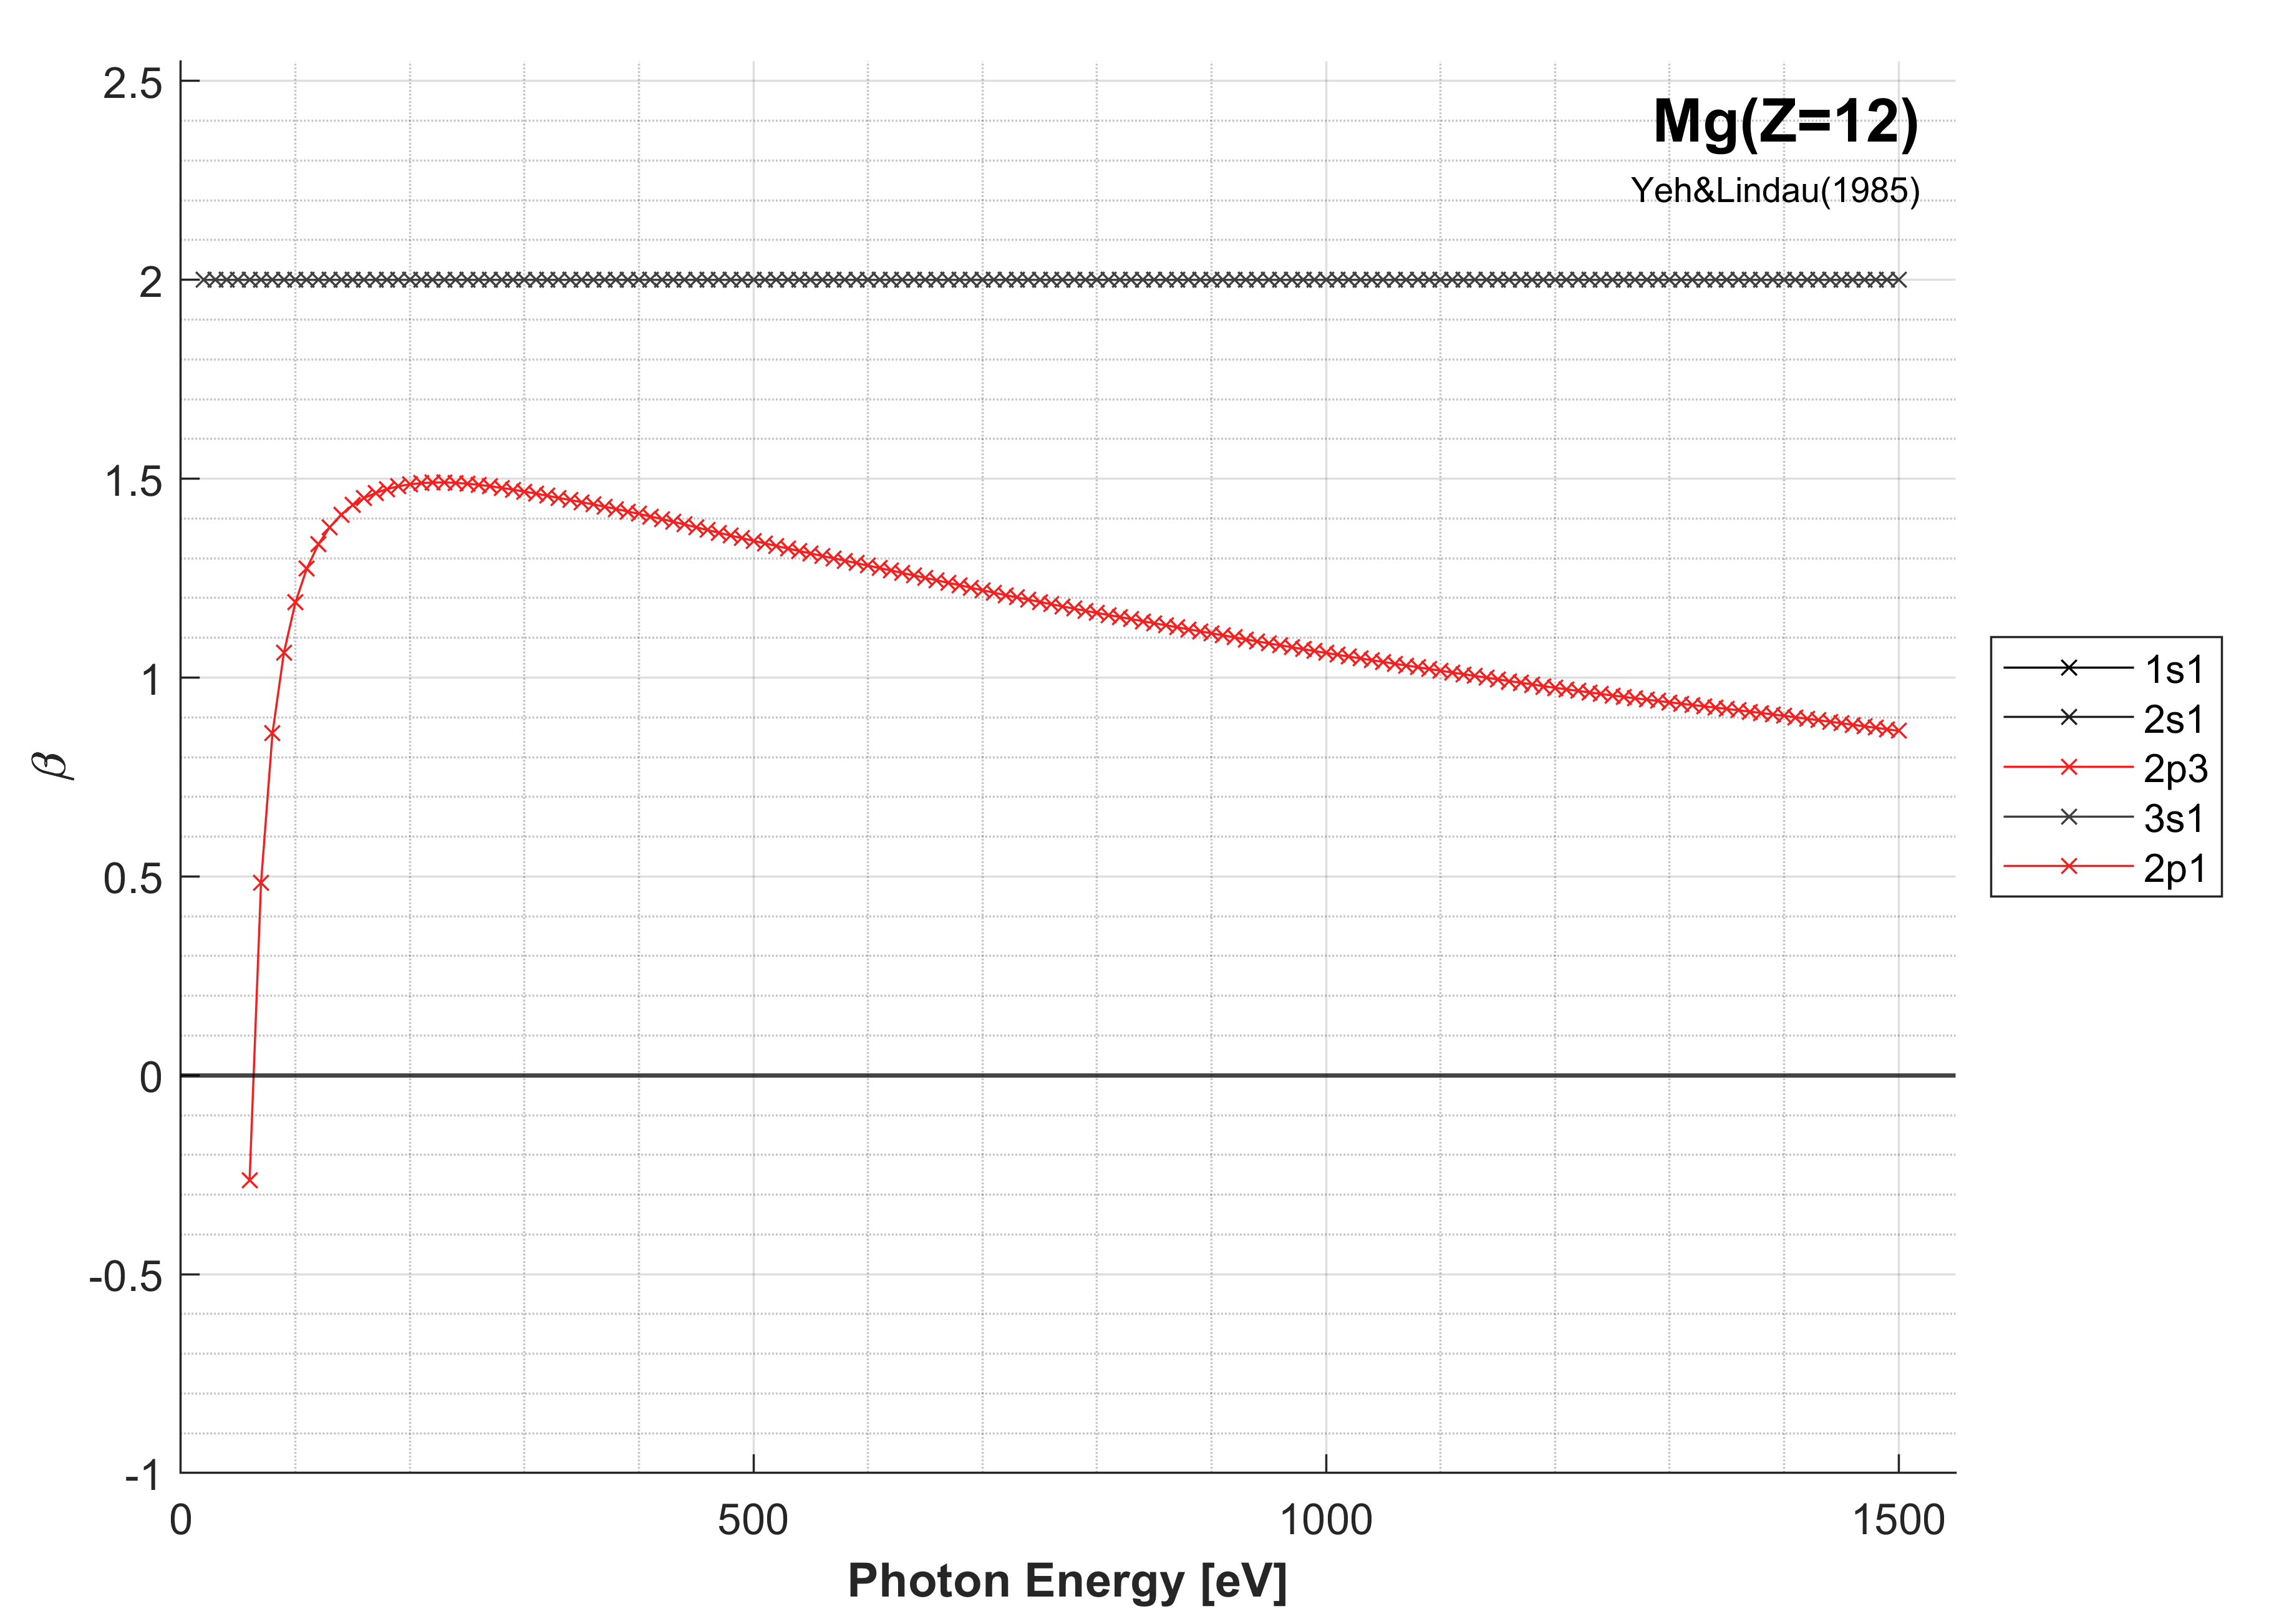 Mg(Z=12)
Yeh&Lindau(1985)
2.5
2
1.5
1
0.5
0
-0.5
-1
β
0
500
1000
1500
Photon Energy [eV]
1s1
2s1
2p3
3s1
2p1